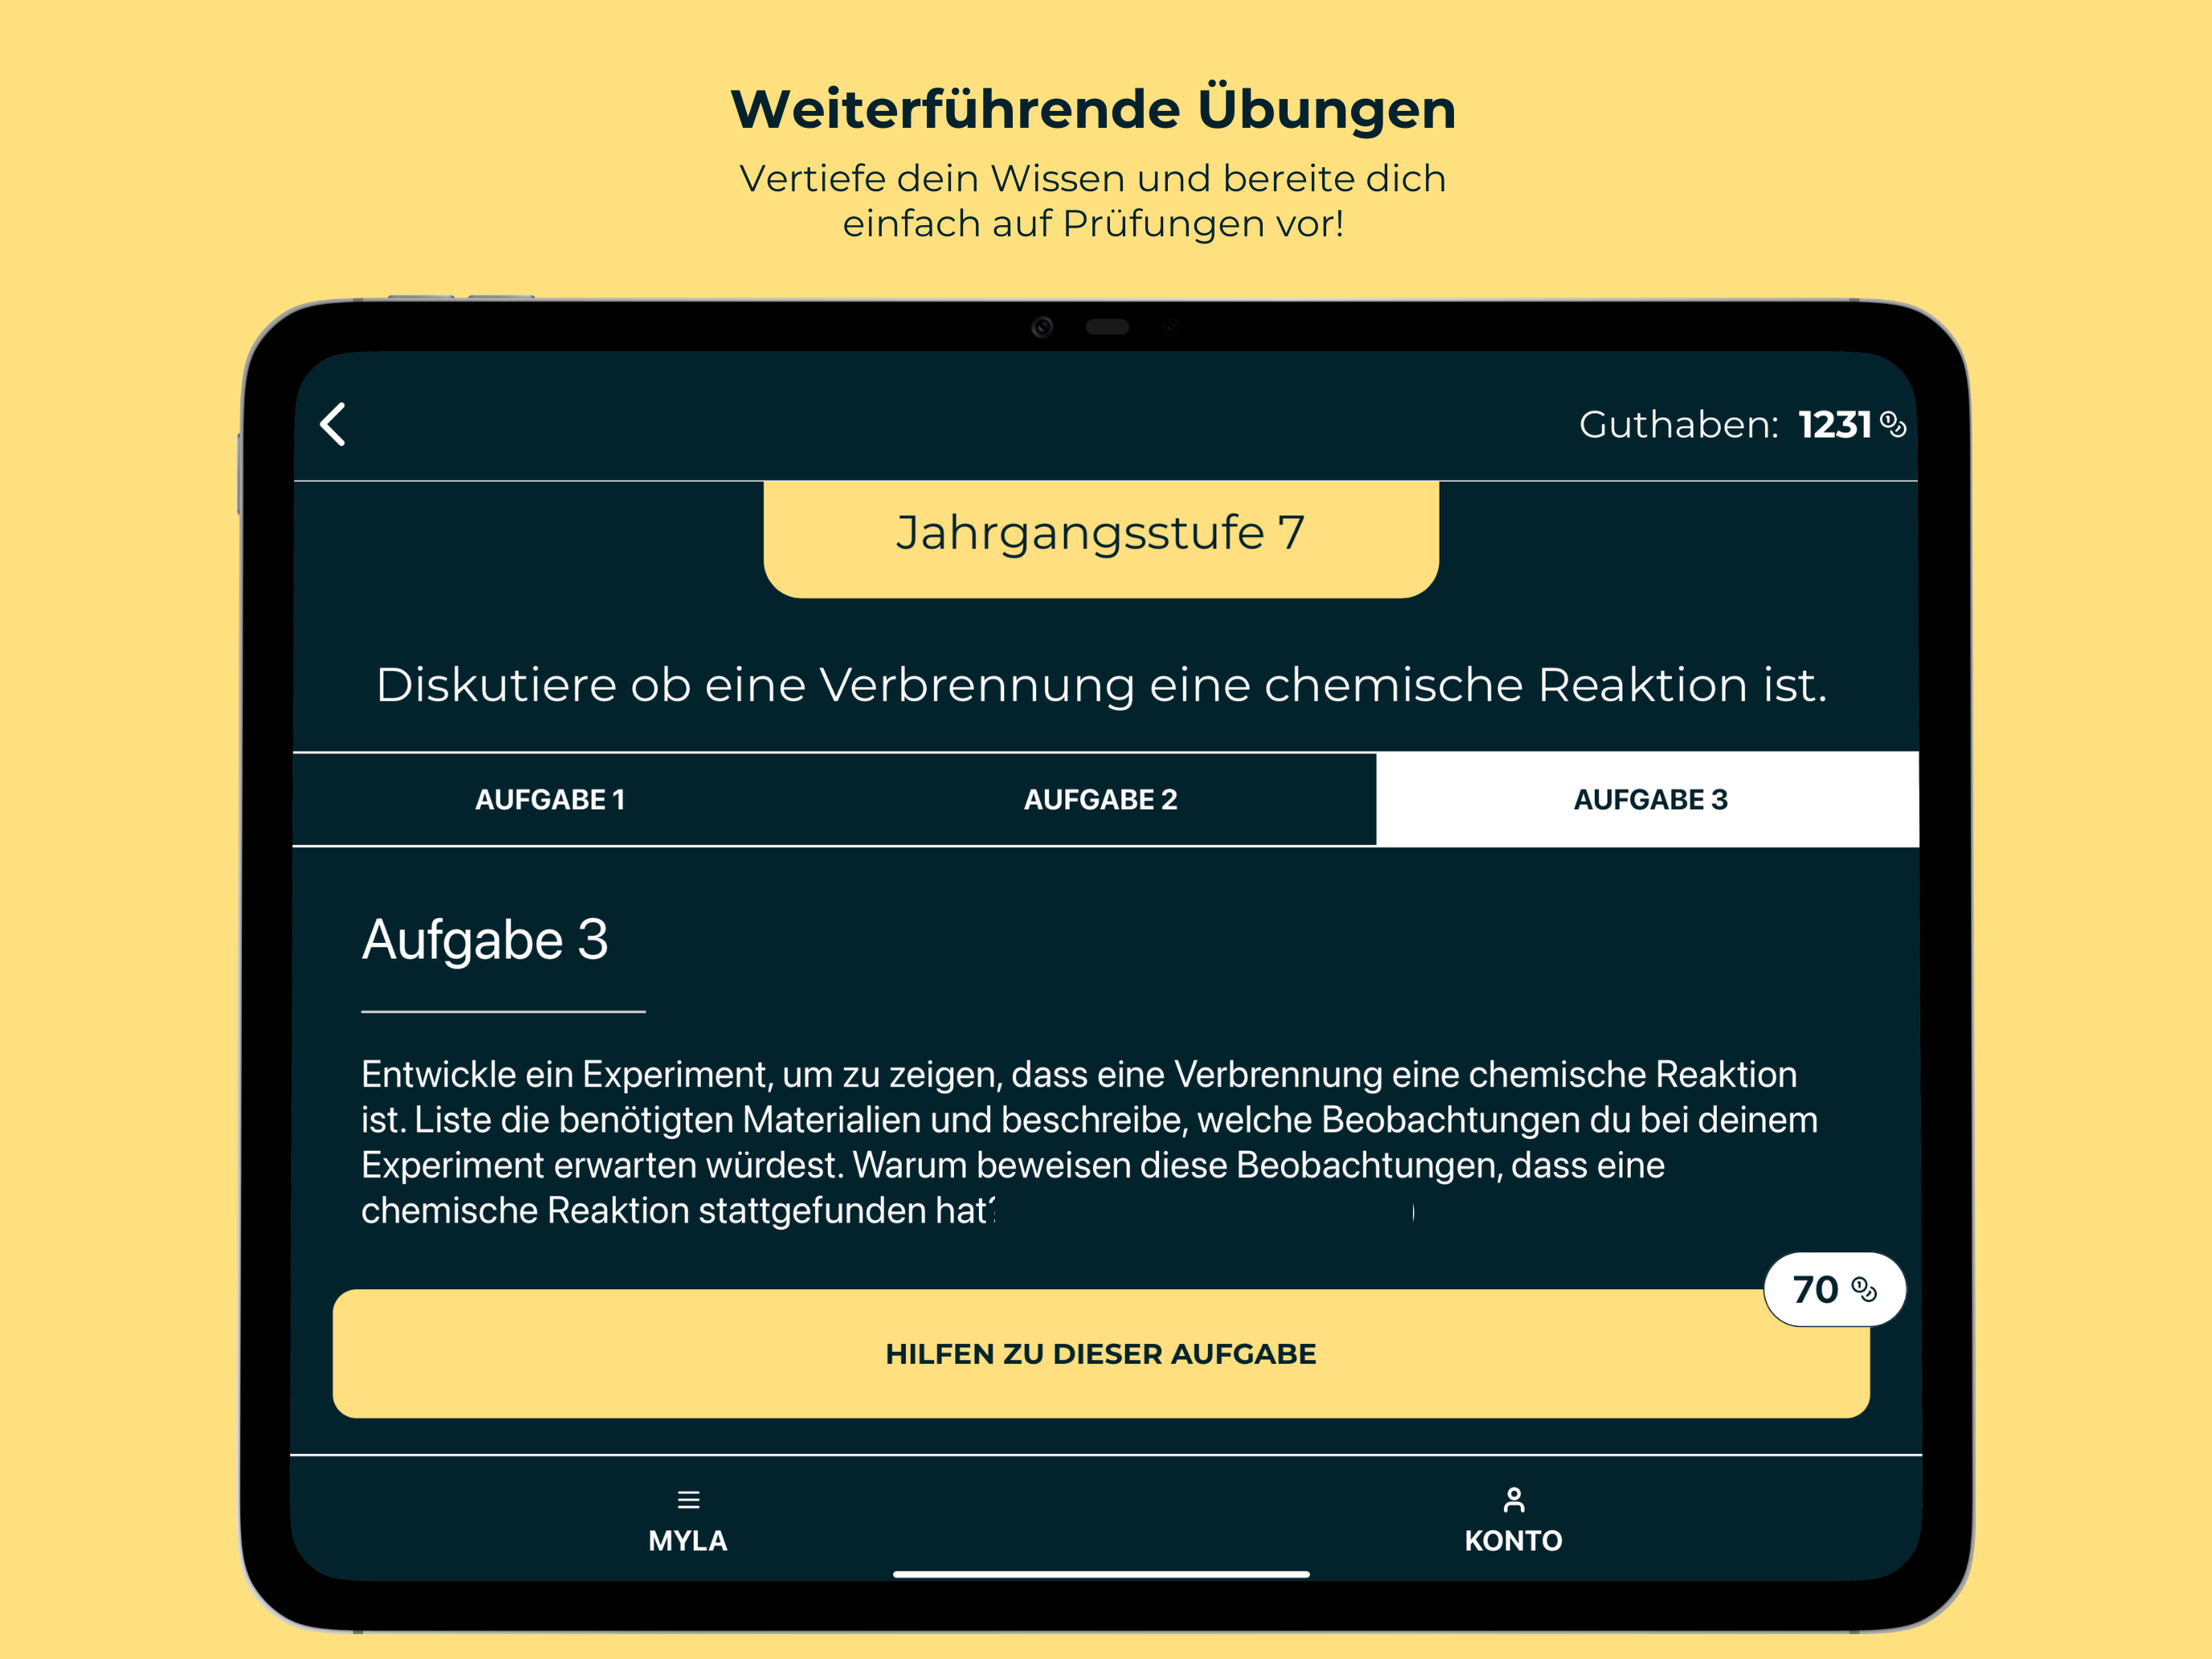 Weiterführende Übungen
Vertiefe dein Wissen und bereite dich
einfach auf Prüfungen vor!
Guthaben: 1231
Jahrgangsstufe 7
Diskutiere ob eine Verbrennung eine chemische Reaktion ist.
AUFGABE 1
AUFGABE 2
AUFGABE 3
Aufgabe 3
Entwickle ein Experiment, um zu zeigen, dass eine Verbrennung eine chemische Reaktion
ist. Liste die benötigten Materialien und beschreibe, welche Beobachtungen du bei deinem
Experiment erwarten würdest. Warum beweisen diese Beobachtungen, dass eine
chemische Reaktion stattgefunden hat?
70
HILFEN ZU DIESER AUFGABE
MYLA
KONTO